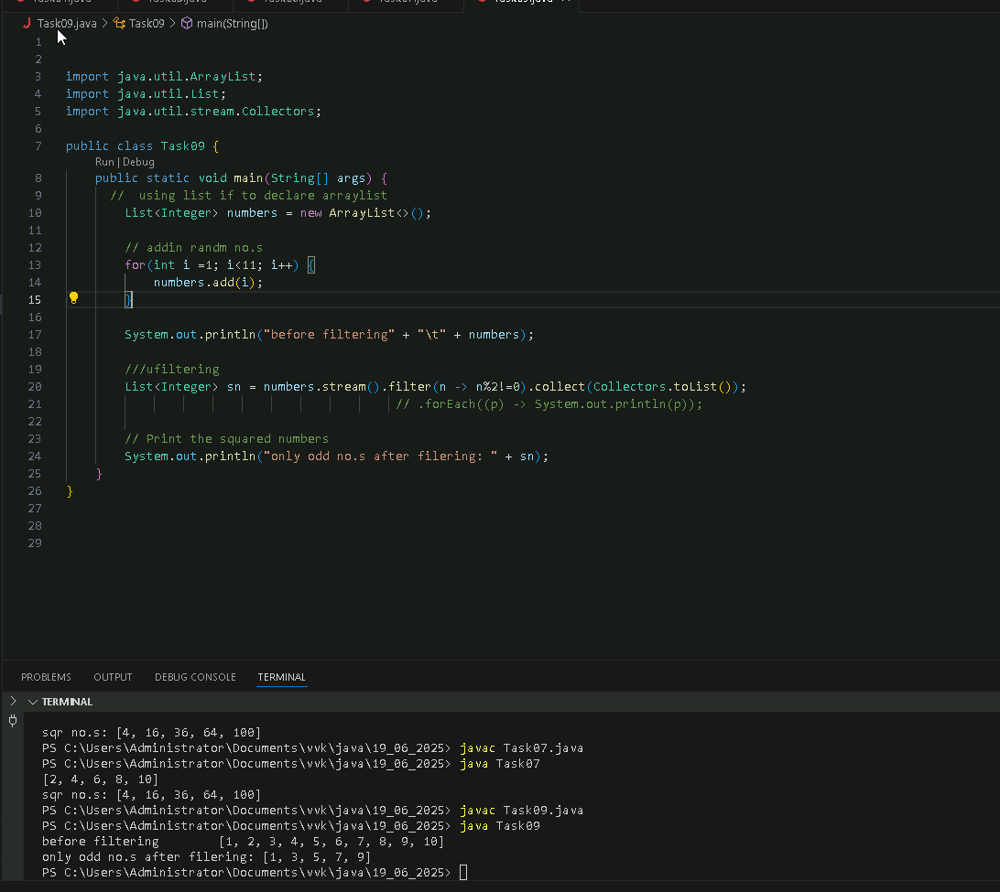 Task09.java > Task09 > main(String[])
1
2
3 import java.util.ArrayList;
4 import java.util.List;
5 import java.util.stream.Collectors;
6
7 public class Task09 {
Run | Debug
8 public static void main(String[] args) {
9 //  using list if to declare arraylist
10 List<Integer> numbers = new ArrayList<>();
11
12 // addin randm no.s
13 for(int i =1; i<11; i++) {
14 numbers.add(i);
15 }
16
17 System.out.println("before filtering" + "\t" + numbers);
18
19 ///ufiltering
20 List<Integer> sn = numbers.stream().filter(n -> n%2!=0).collect(Collectors.toList());
21 // .forEach((p) -> System.out.println(p));
22
23 // Print the squared numbers
24 System.out.println("only odd no.s after filering: " + sn);
25 }
26 }
27
28
29
PROBLEMS OUTPUT DEBUG CONSOLE TERMINAL
TERMINAL
sqr no.s: [4, 16, 36, 64, 100]
PS C:\Users\Administrator\Documents\vvk\java\19_06_2025> javac Task07.java
PS C:\Users\Administrator\Documents\vvk\java\19_06_2025> java Task07
[2, 4, 6, 8, 10]
sqr no.s: [4, 16, 36, 64, 100]
PS C:\Users\Administrator\Documents\vvk\java\19_06_2025> javac Task09.java
PS C:\Users\Administrator\Documents\vvk\java\19_06_2025> java Task09
before filtering        [1, 2, 3, 4, 5, 6, 7, 8, 9, 10]
only odd no.s after filering: [1, 3, 5, 7, 9]
PS C:\Users\Administrator\Documents\vvk\java\19_06_2025>